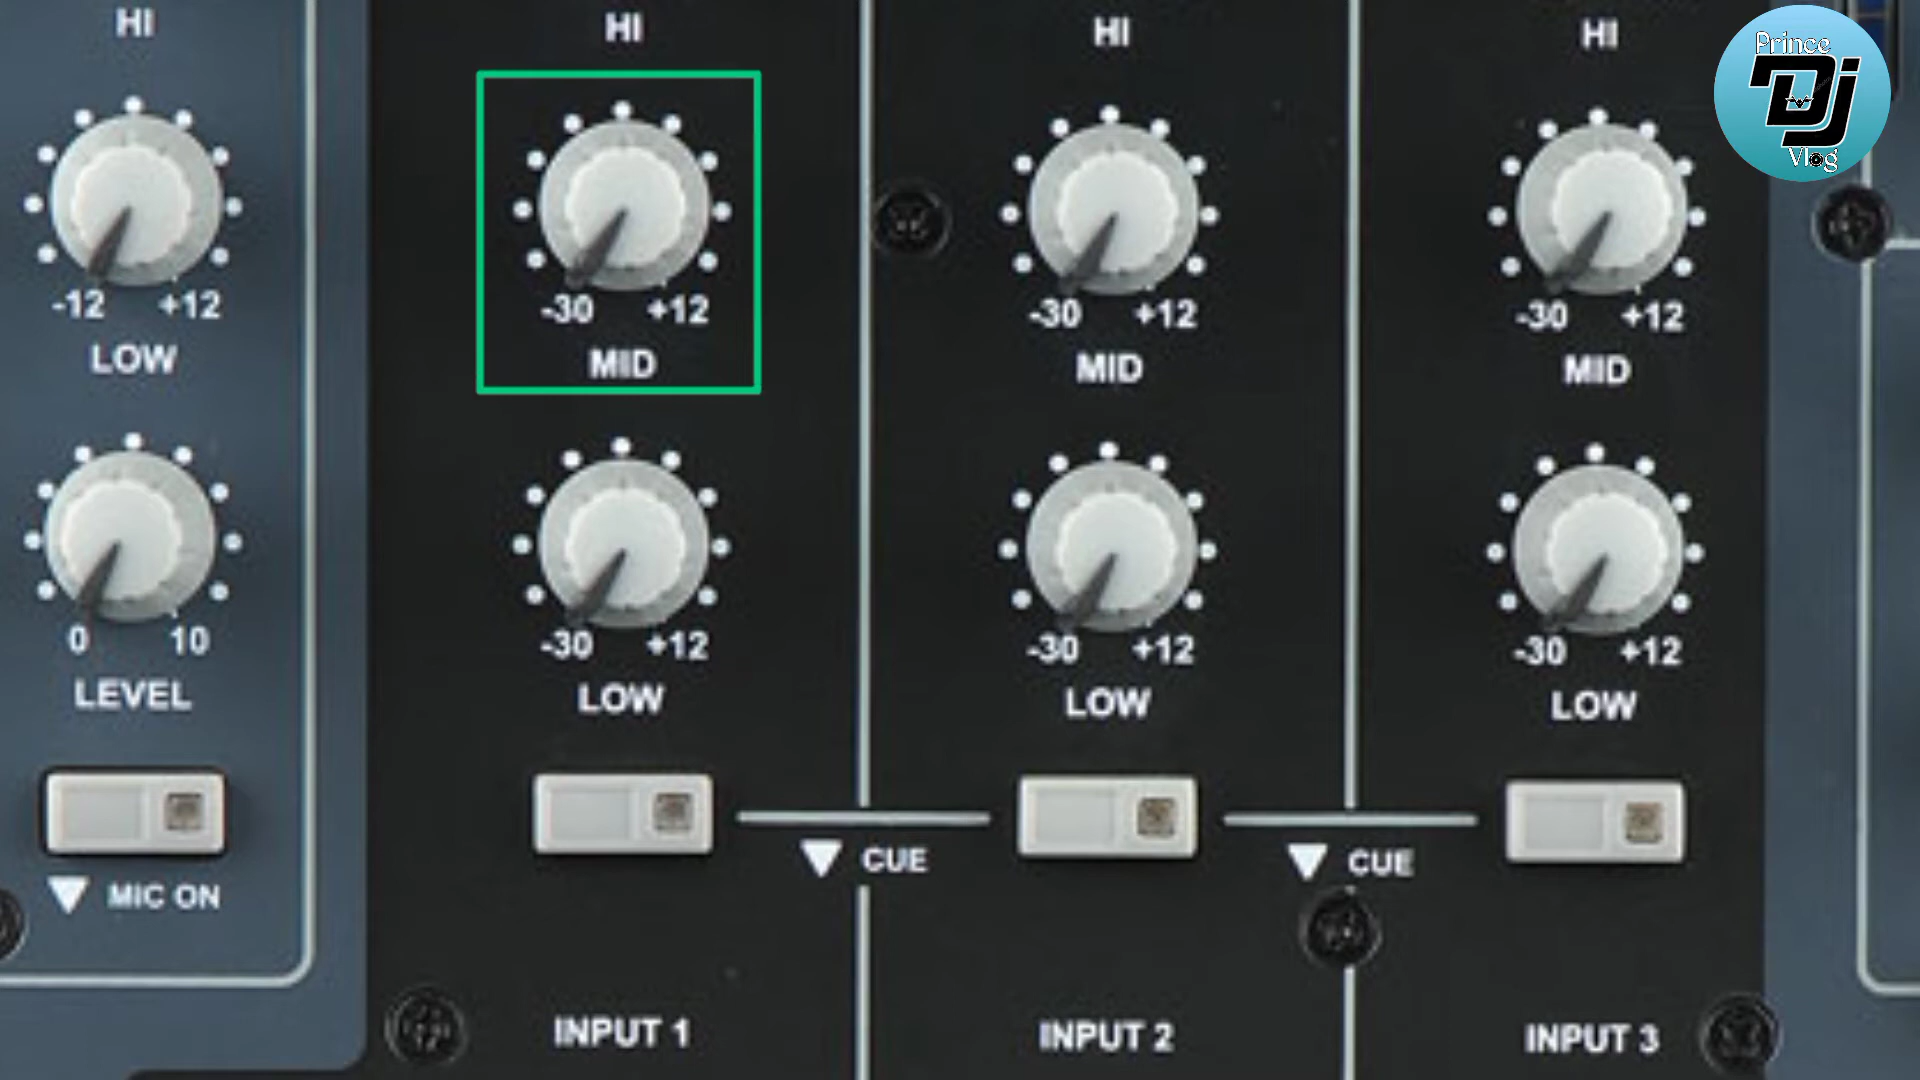 HI
HI
HI
HI
Prince
DJ
Vlog
-12 +12
LOW
-30 +12
MID
-30 +12
MID
-30 +12
MID
0 10
LEVEL
-30 +12
LOW
-30 +12
LOW
-30 +12
LOW
MIC ON
CUE
CUE
INPUT 1
INPUT 2
INPUT 3